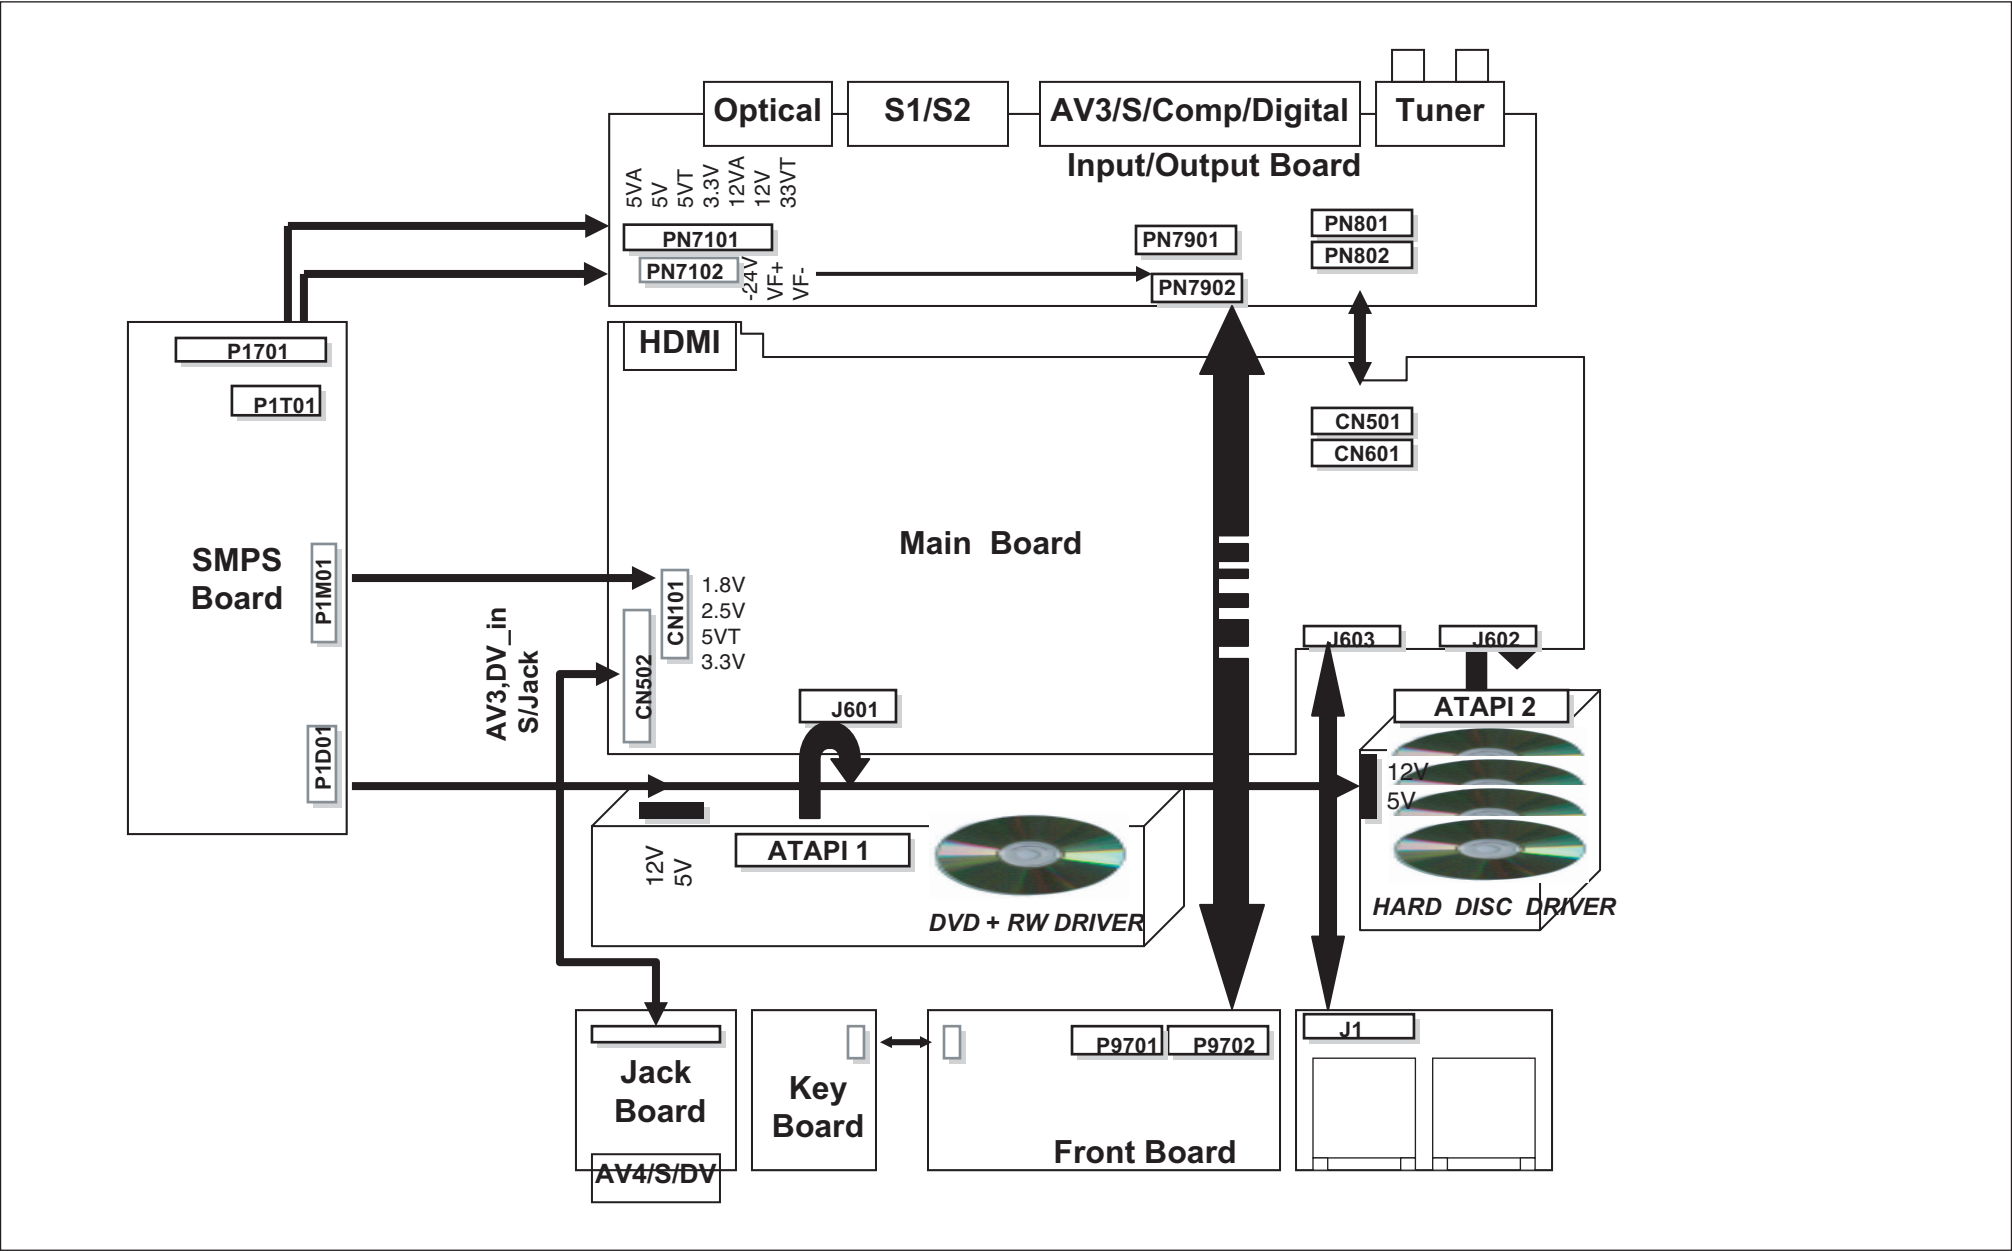 Optical
S1/S2
AV3/S/Comp/Digital
Tuner
Input/Output Board
5VA
5V
5VT
3.3V
12VA
12V
33VT
PN7101
PN7102
-24V
VF+
VF-
PN7901
PN7902
PN801
PN802
P1701
P1T01
SMPS
Board
P1M01
P1D01
HDMI
CN501
CN601
Main Board
CN101
1.8V
2.5V
5VT
3.3V
CN502
AV3,DV_in
S/Jack
J601
J603
J602
ATAPI 2
12V
5V
HARD DISC DRIVER
12V
5V
ATAPI 1
DVD + RW DRIVER
Jack
Board
AV4/S/DV
Key
Board
P9701
P9702
Front Board
J1